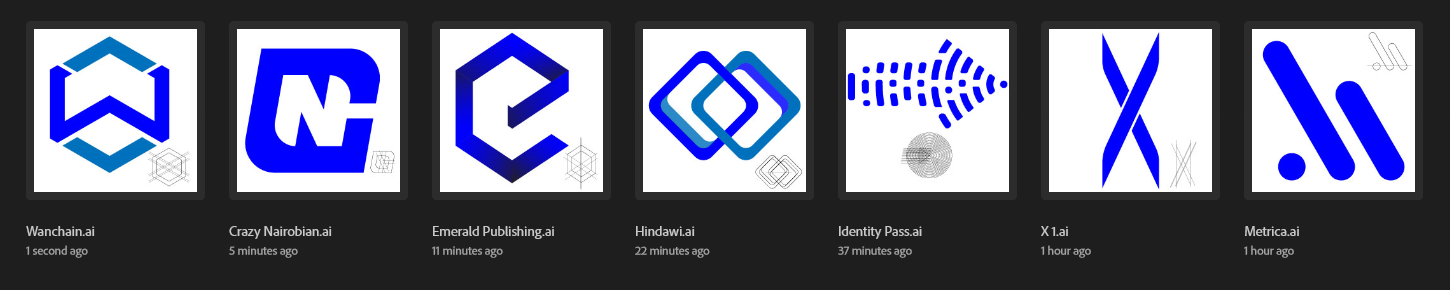 Wanchain.ai
1 second ago
Crazy Nairobian.ai
5 minutes ago
Emerald Publishing.ai
11 minutes ago
Hindawi.ai
22 minutes ago
Identity Pass.ai
37 minutes ago
X 1.ai
1 hour ago
Metrica.ai
1 hour ago